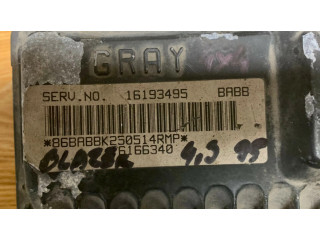 GRAY
SERV.NO. 16193495 BABB
*86BABBK250514RMP*
16166340
BLAZER 4,3 95